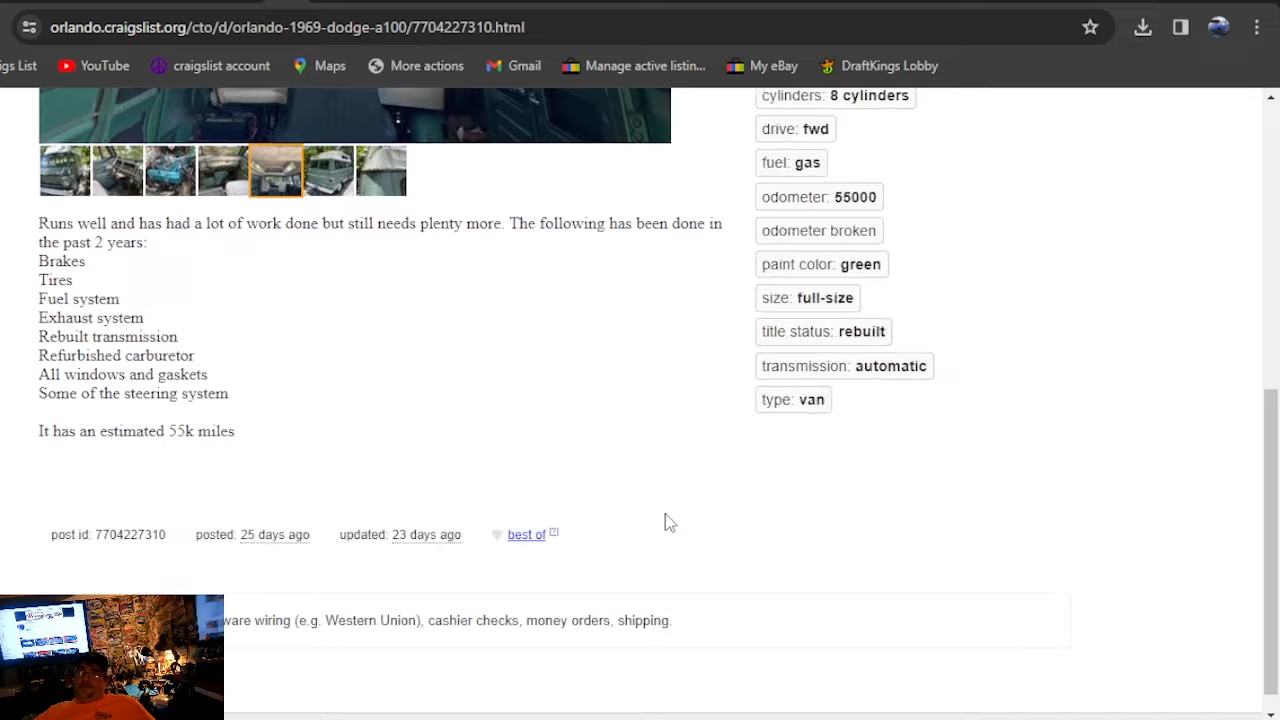 orlando.craigslist.org/cto/d/orlando-1969-dodge-a100/7704227310.html
igs List YouTube craigslist account Maps More actions Gmail Manage active listin... My eBay DraftKings Lobby
cylinders: 8 cylinders
drive: fwd
fuel: gas
odometer: 55000
odometer broken
paint color: green
size: full-size
title status: rebuilt
transmission: automatic
type: van
Runs well and has had a lot of work done but still needs plenty more. The following has been done in
the past 2 years:
Brakes
Tires
Fuel system
Exhaust system
Rebuilt transmission
Refurbished carburetor
All windows and gaskets
Some of the steering system
It has an estimated 55k miles
post id: 7704227310 posted: 25 days ago updated: 23 days ago best of [?]
ware wiring (e.g. Western Union), cashier checks, money orders, shipping.